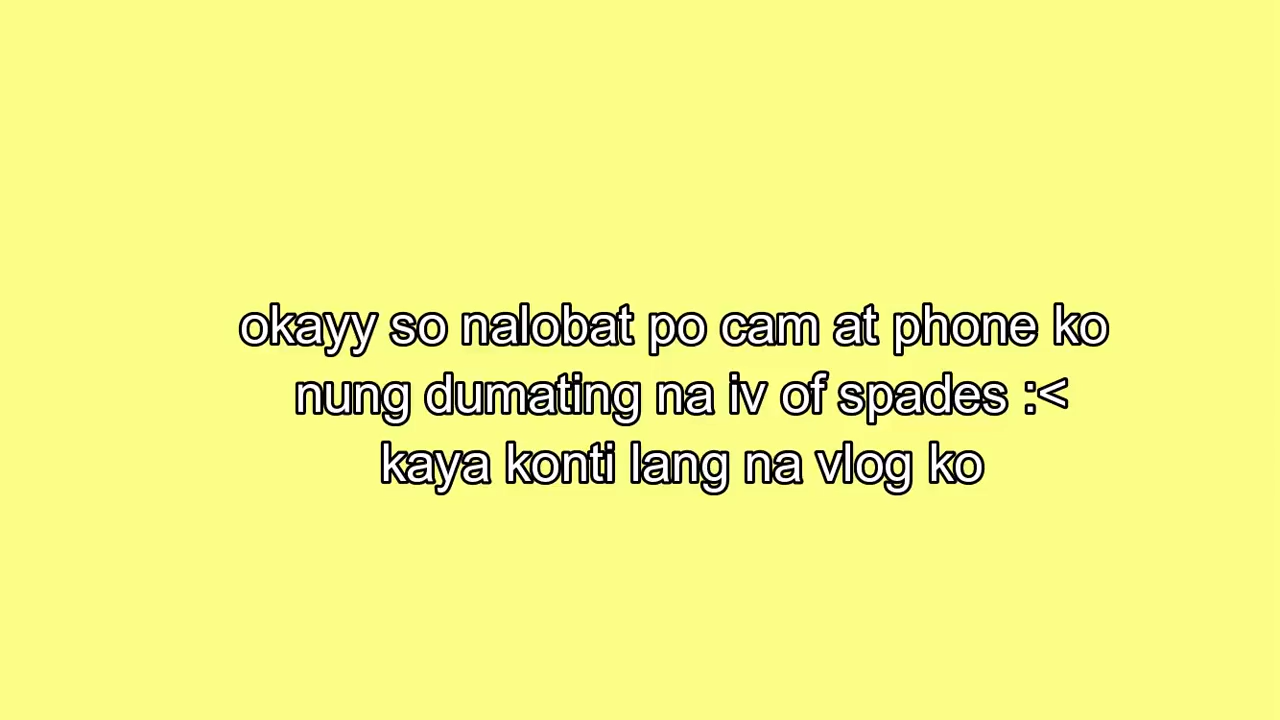 okayy so nalobat po cam at phone ko
nung dumating na iv of spades :<
kaya konti lang na vlog ko